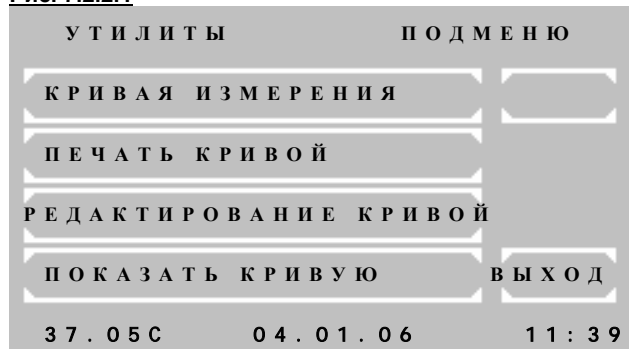 УТИЛИТЫ ПОДМЕНЮ
КРИВАЯ ИЗМЕРЕНИЯ
ПЕЧАТЬ КРИВОЙ
РЕДАКТИРОВАНИЕ КРИВОЙ
ПОКАЗАТЬ КРИВУЮ ВЫХОД
37.05C 04.01.06 11:39